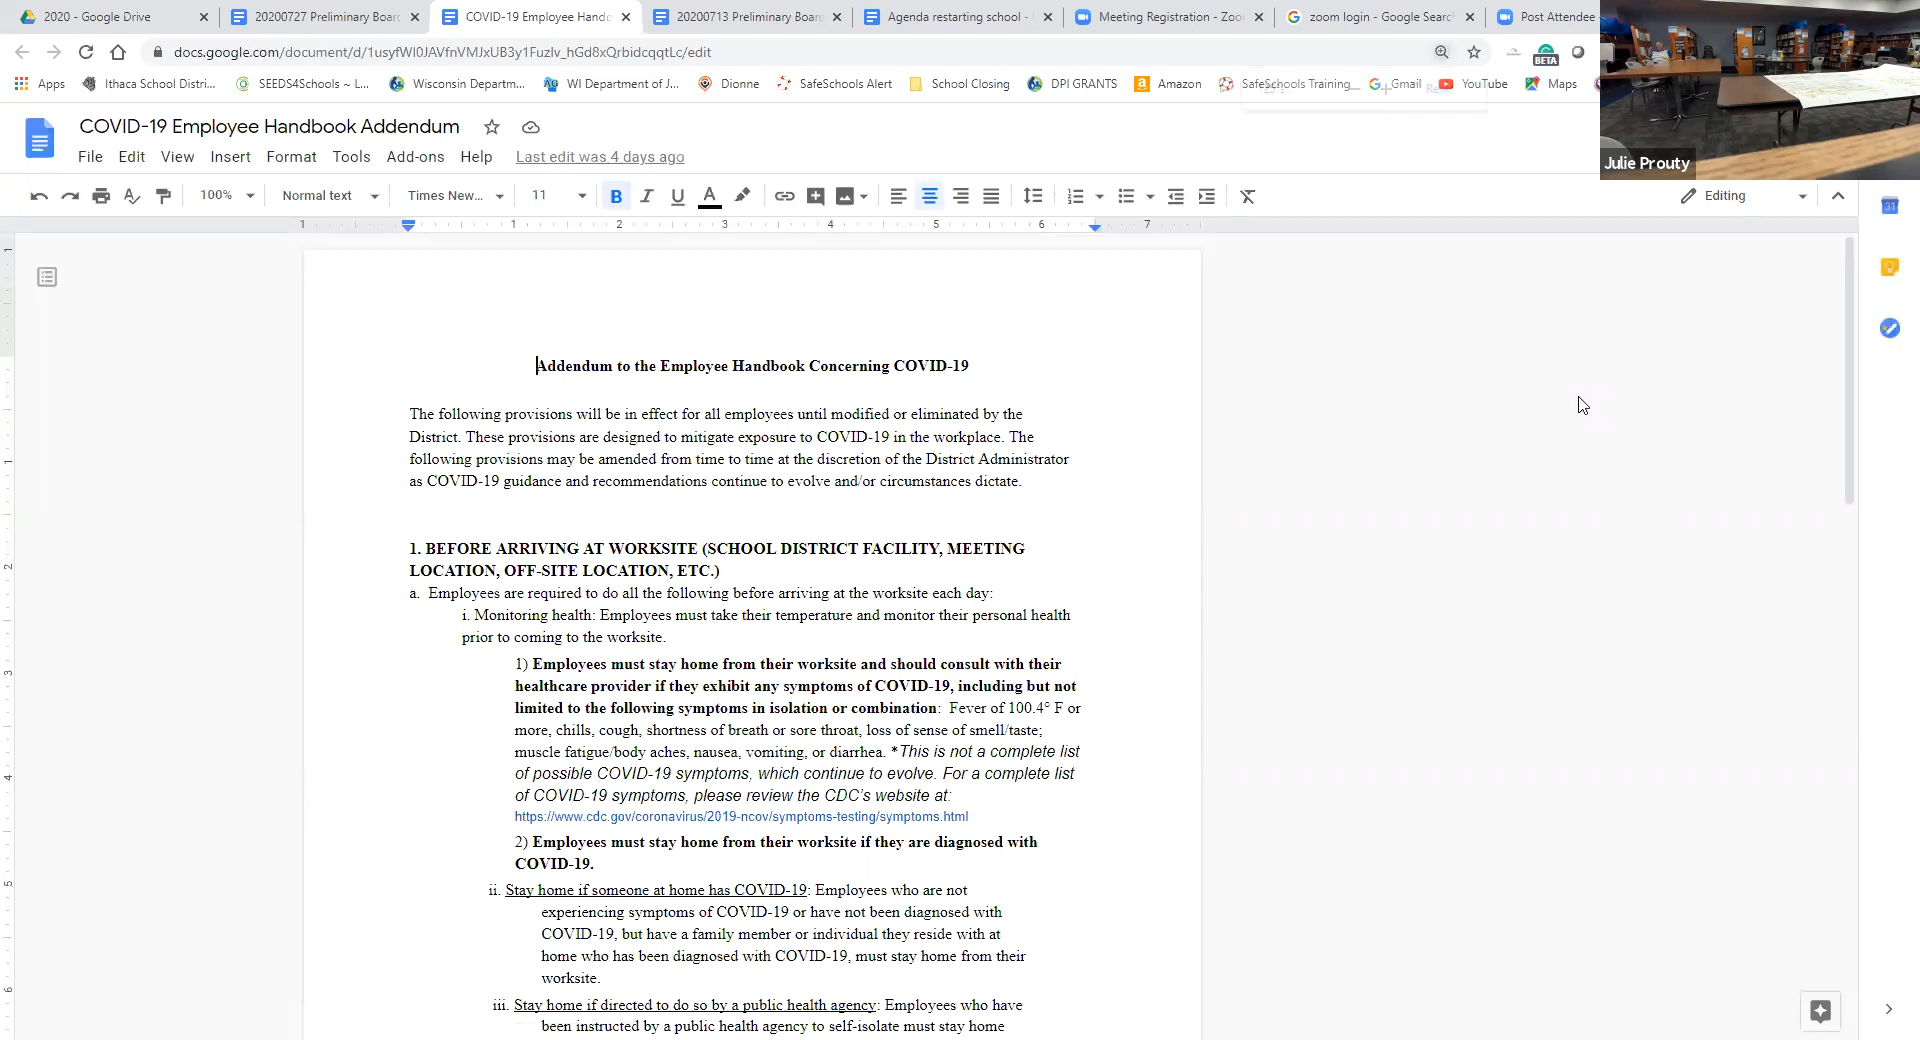 2020 - Google Drive
20200727 Preliminary Board
COVID-19 Employee Hando
20200713 Preliminary Board
Agenda restarting school -
Meeting Registration - Zoo
zoom login - Google Searc
Post Attendee
docs.google.com/document/d/1usyfWI0JAVfnVMJxUB3y1Fuzlv_hGd8xQrbidcqqtLc/edit
BETA
Apps
Ithaca School Distri...
SEEDS4Schools ~ L...
Wisconsin Departm...
WI Department of J...
Dionne
SafeSchools Alert
School Closing
DPI GRANTS
Amazon
SafeSchools Training
Gmail
YouTube
Maps
Julie Prouty
COVID-19 Employee Handbook Addendum
File Edit View Insert Format Tools Add-ons Help Last edit was 4 days ago
100% Normal text Times New... 11 B I U A Editing
31
1 1 2 3 4 5 6 7
1
1
2
3
4
5
6
Addendum to the Employee Handbook Concerning COVID-19
The following provisions will be in effect for all employees until modified or eliminated by the
District. These provisions are designed to mitigate exposure to COVID-19 in the workplace. The
following provisions may be amended from time to time at the discretion of the District Administrator
as COVID-19 guidance and recommendations continue to evolve and/or circumstances dictate.
1. BEFORE ARRIVING AT WORKSITE (SCHOOL DISTRICT FACILITY, MEETING
LOCATION, OFF-SITE LOCATION, ETC.)
a. Employees are required to do all the following before arriving at the worksite each day:
i. Monitoring health: Employees must take their temperature and monitor their personal health
prior to coming to the worksite.
1) Employees must stay home from their worksite and should consult with their
healthcare provider if they exhibit any symptoms of COVID-19, including but not
limited to the following symptoms in isolation or combination: Fever of 100.4° F or
more, chills, cough, shortness of breath or sore throat, loss of sense of smell/taste;
muscle fatigue/body aches, nausea, vomiting, or diarrhea. *This is not a complete list
of possible COVID-19 symptoms, which continue to evolve. For a complete list
of COVID-19 symptoms, please review the CDC's website at:
https://www.cdc.gov/coronavirus/2019-ncov/symptoms-testing/symptoms.html
2) Employees must stay home from their worksite if they are diagnosed with
COVID-19.
ii. Stay home if someone at home has COVID-19: Employees who are not
experiencing symptoms of COVID-19 or have not been diagnosed with
COVID-19, but have a family member or individual they reside with at
home who has been diagnosed with COVID-19, must stay home from their
worksite.
iii. Stay home if directed to do so by a public health agency: Employees who have
been instructed by a public health agency to self-isolate must stay home